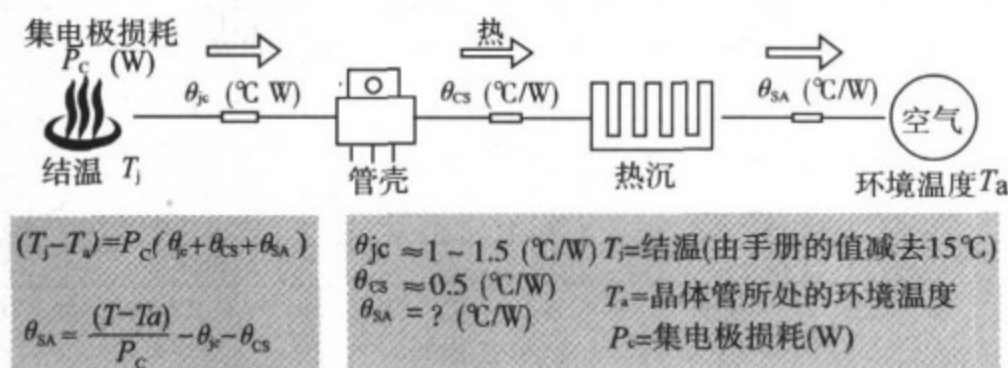 集电极损耗
P_C (W)
热
θjc (℃ W)
θCS (℃/W)
θSA (℃/W)
空气
结温 Tj
管壳
热沉
环境温度Ta
(Tj-Ta)=PC(θjc+θCS+θSA)
θSA = (T-Ta)/PC -θjc-θCS
θjc ≈1 ~ 1.5 (℃/W)
θCS ≈0.5 (℃/W)
θSA = ? (℃/W)
Tj=结温(由手册的值减去15℃)
Ta=晶体管所处的环境温度
Pc=集电极损耗(W)